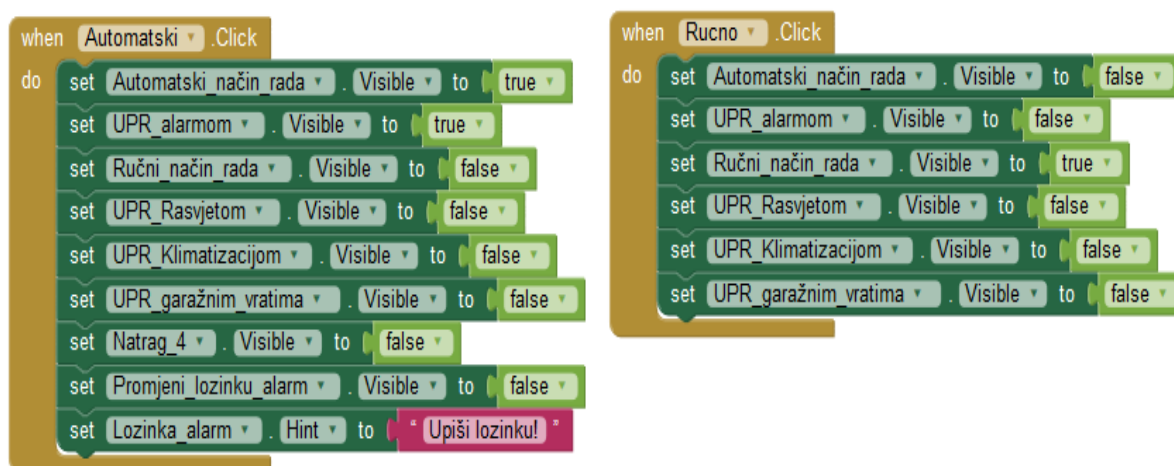 when Automatski .Click
do set Automatski_način_rada . Visible to true
set UPR_alarmom . Visible to true
set Ručni_način_rada . Visible to false
set UPR_Rasvjetom . Visible to false
set UPR_Klimatizacijom . Visible to false
set UPR_garažnim_vratima . Visible to false
set Natrag_4 . Visible to false
set Promjeni_lozinku_alarm . Visible to false
set Lozinka_alarm . Hint to “ Upiši lozinku! ”
when Rucno .Click
do set Automatski_način_rada . Visible to false
set UPR_alarmom . Visible to false
set Ručni_način_rada . Visible to true
set UPR_Rasvjetom . Visible to false
set UPR_Klimatizacijom . Visible to false
set UPR_garažnim_vratima . Visible to false